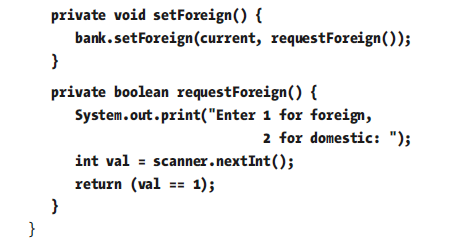 private void setForeign() {
bank.setForeign(current, requestForeign());
}
private boolean requestForeign() {
System.out.print("Enter 1 for foreign,
2 for domestic: ");
int val = scanner.nextInt();
return (val == 1);
}
}